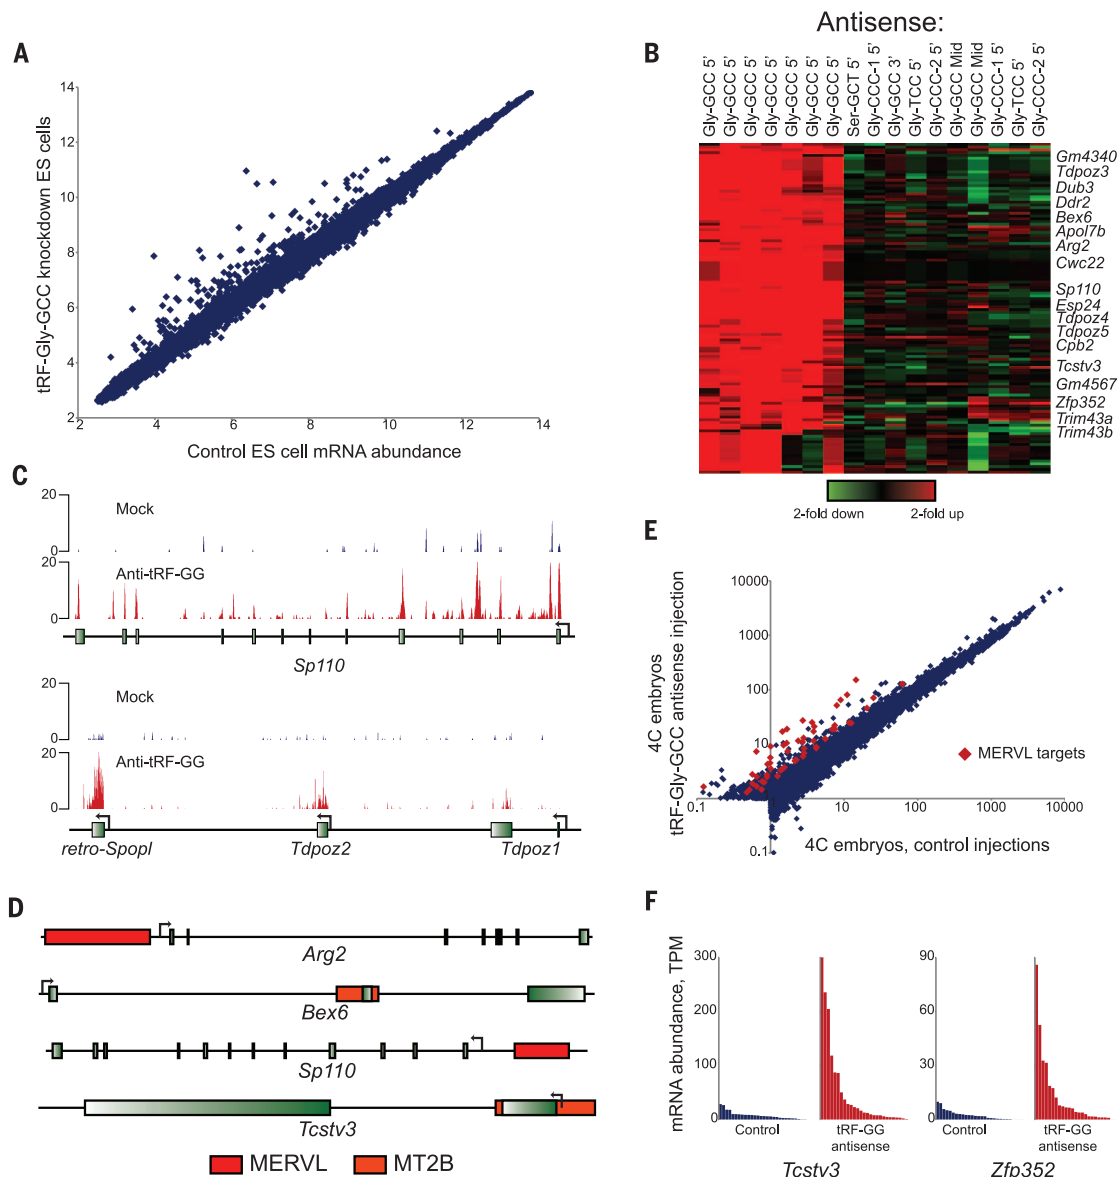 A
14
12
10
8
6
4
2
2
4
6
8
10
12
14
tRF-Gly-GCC knockdown ES cells
Control ES cell mRNA abundance
B
Antisense:
Gly-GCC 5'
Gly-GCC 5'
Gly-GCC 5'
Gly-GCC 5'
Gly-GCC 5'
Gly-GCC 5'
Gly-GCC 5'
Ser-GCT 5'
Gly-CCC-1 5'
Gly-GCC 3'
Gly-TCC 5'
Gly-CCC-2 5'
Gly-GCC Mid
Gly-GCC Mid
Gly-CCC-1 5'
Gly-TCC 5'
Gly-CCC-2 5'
Gm4340
Tdpoz3
Dub3
Ddr2
Bex6
Apol7b
Arg2
Cwc22
Sp110
Esp24
Tdpoz4
Tdpoz5
Cpb2
Tcstv3
Gm4567
Zfp352
Trim43a
Trim43b
2-fold down
2-fold up
C
20
Mock
0
20
Anti-tRF-GG
0
Sp110
20
Mock
0
20
Anti-tRF-GG
0
retro-Spopl
Tdpoz2
Tdpoz1
D
Arg2
Bex6
Sp110
Tcstv3
MERVL
MT2B
E
4C embryos
tRF-Gly-GCC antisense injection
10000
1000
100
10
0.1
10
100
1000
10000
0.1
MERVL targets
4C embryos, control injections
F
mRNA abundance, TPM
300
200
100
0
Control
tRF-GG
antisense
Tcstv3
90
60
30
0
Control
tRF-GG
antisense
Zfp352